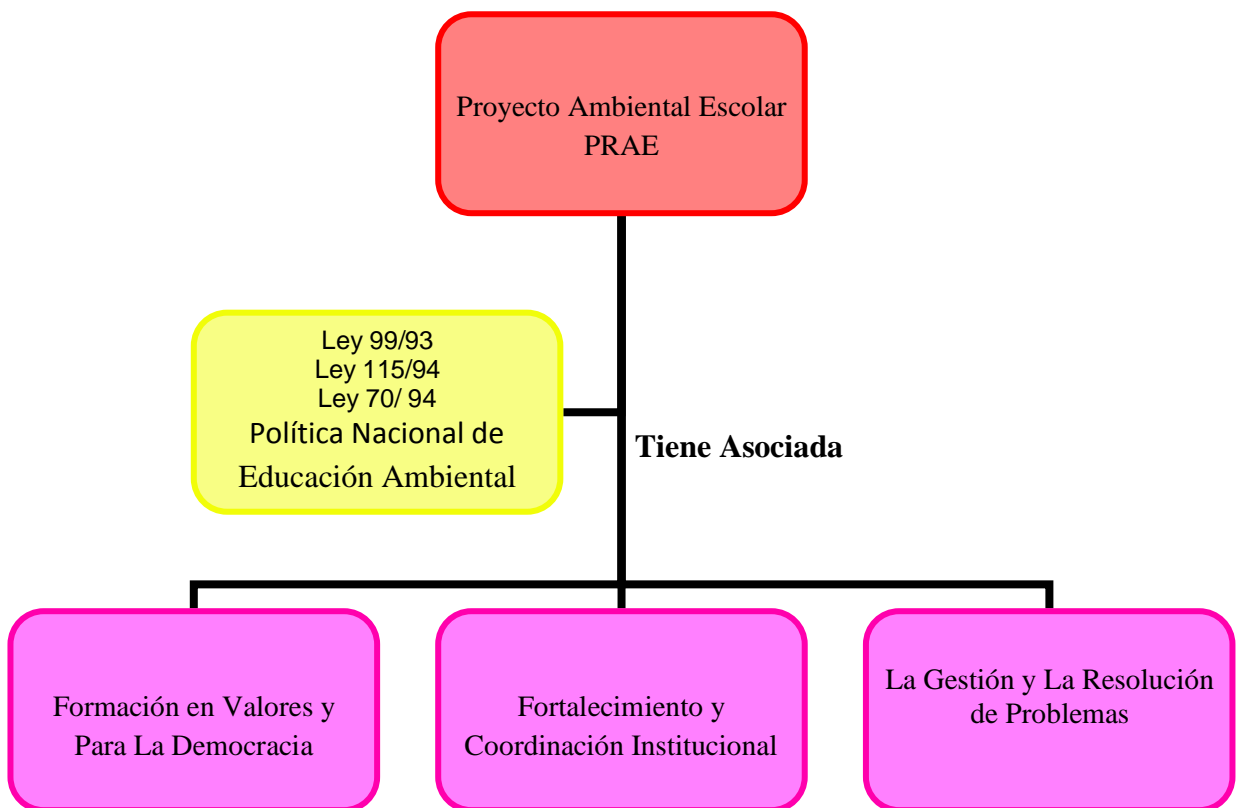 Proyecto Ambiental Escolar
PRAE
Ley 99/93
Ley 115/94
Ley 70/ 94
Política Nacional de
Educación Ambiental
Tiene Asociada
Formación en Valores y
Para La Democracia
Fortalecimiento y
Coordinación Institucional
La Gestión y La Resolución
de Problemas